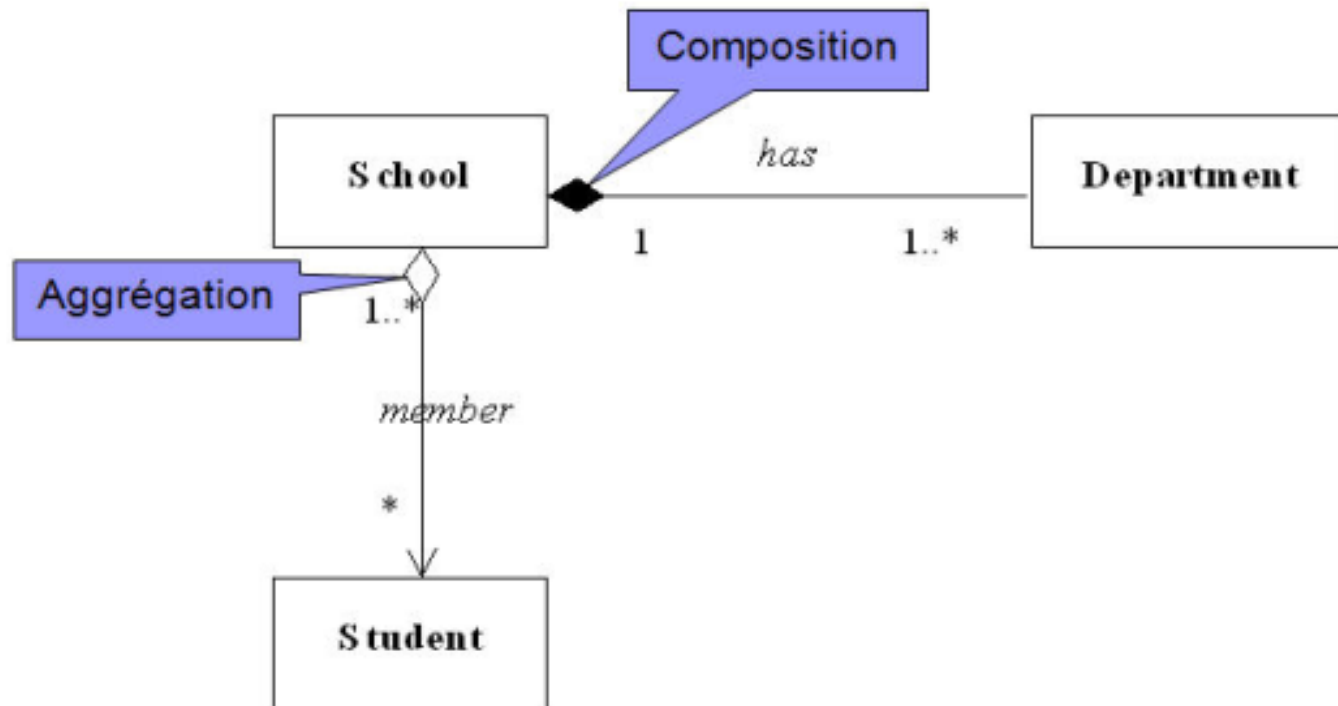 Composition
has
School
Department
1
1..*
Aggrégation
1..*
member
*
Student